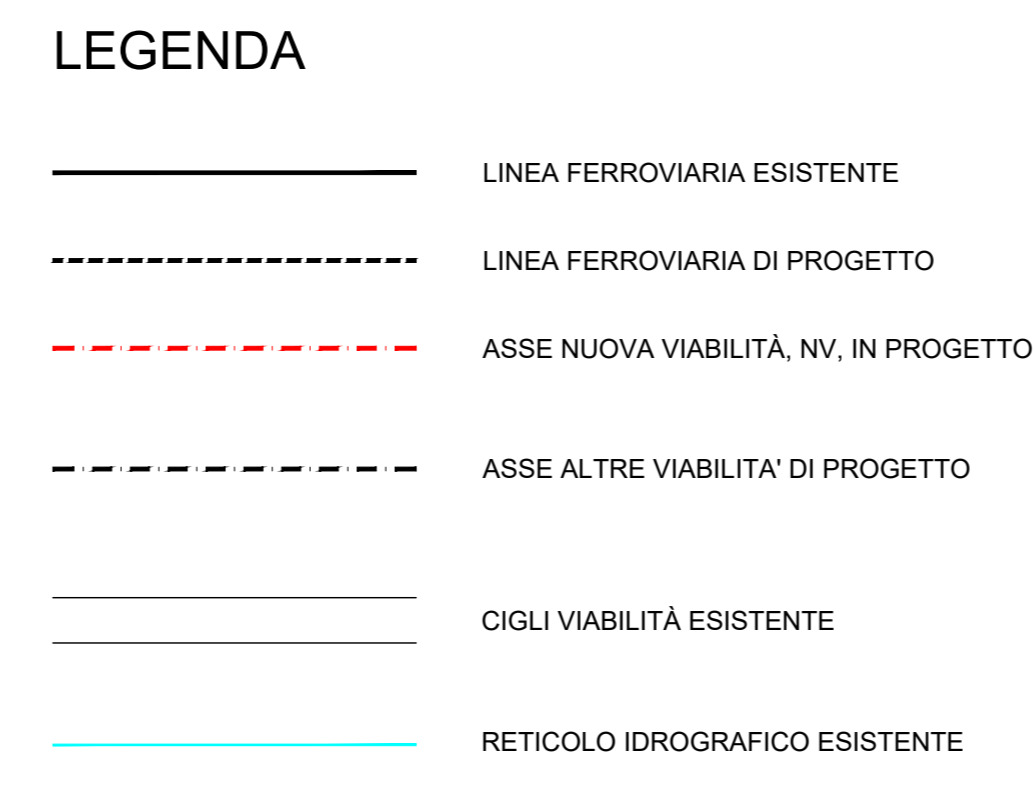 LEGENDA
LINEA FERROVIARIA ESISTENTE
LINEA FERROVIARIA DI PROGETTO
ASSE NUOVA VIABILITÀ, NV, IN PROGETTO
ASSE ALTRE VIABILITA' DI PROGETTO
CIGLI VIABILITÀ ESISTENTE
RETICOLO IDROGRAFICO ESISTENTE